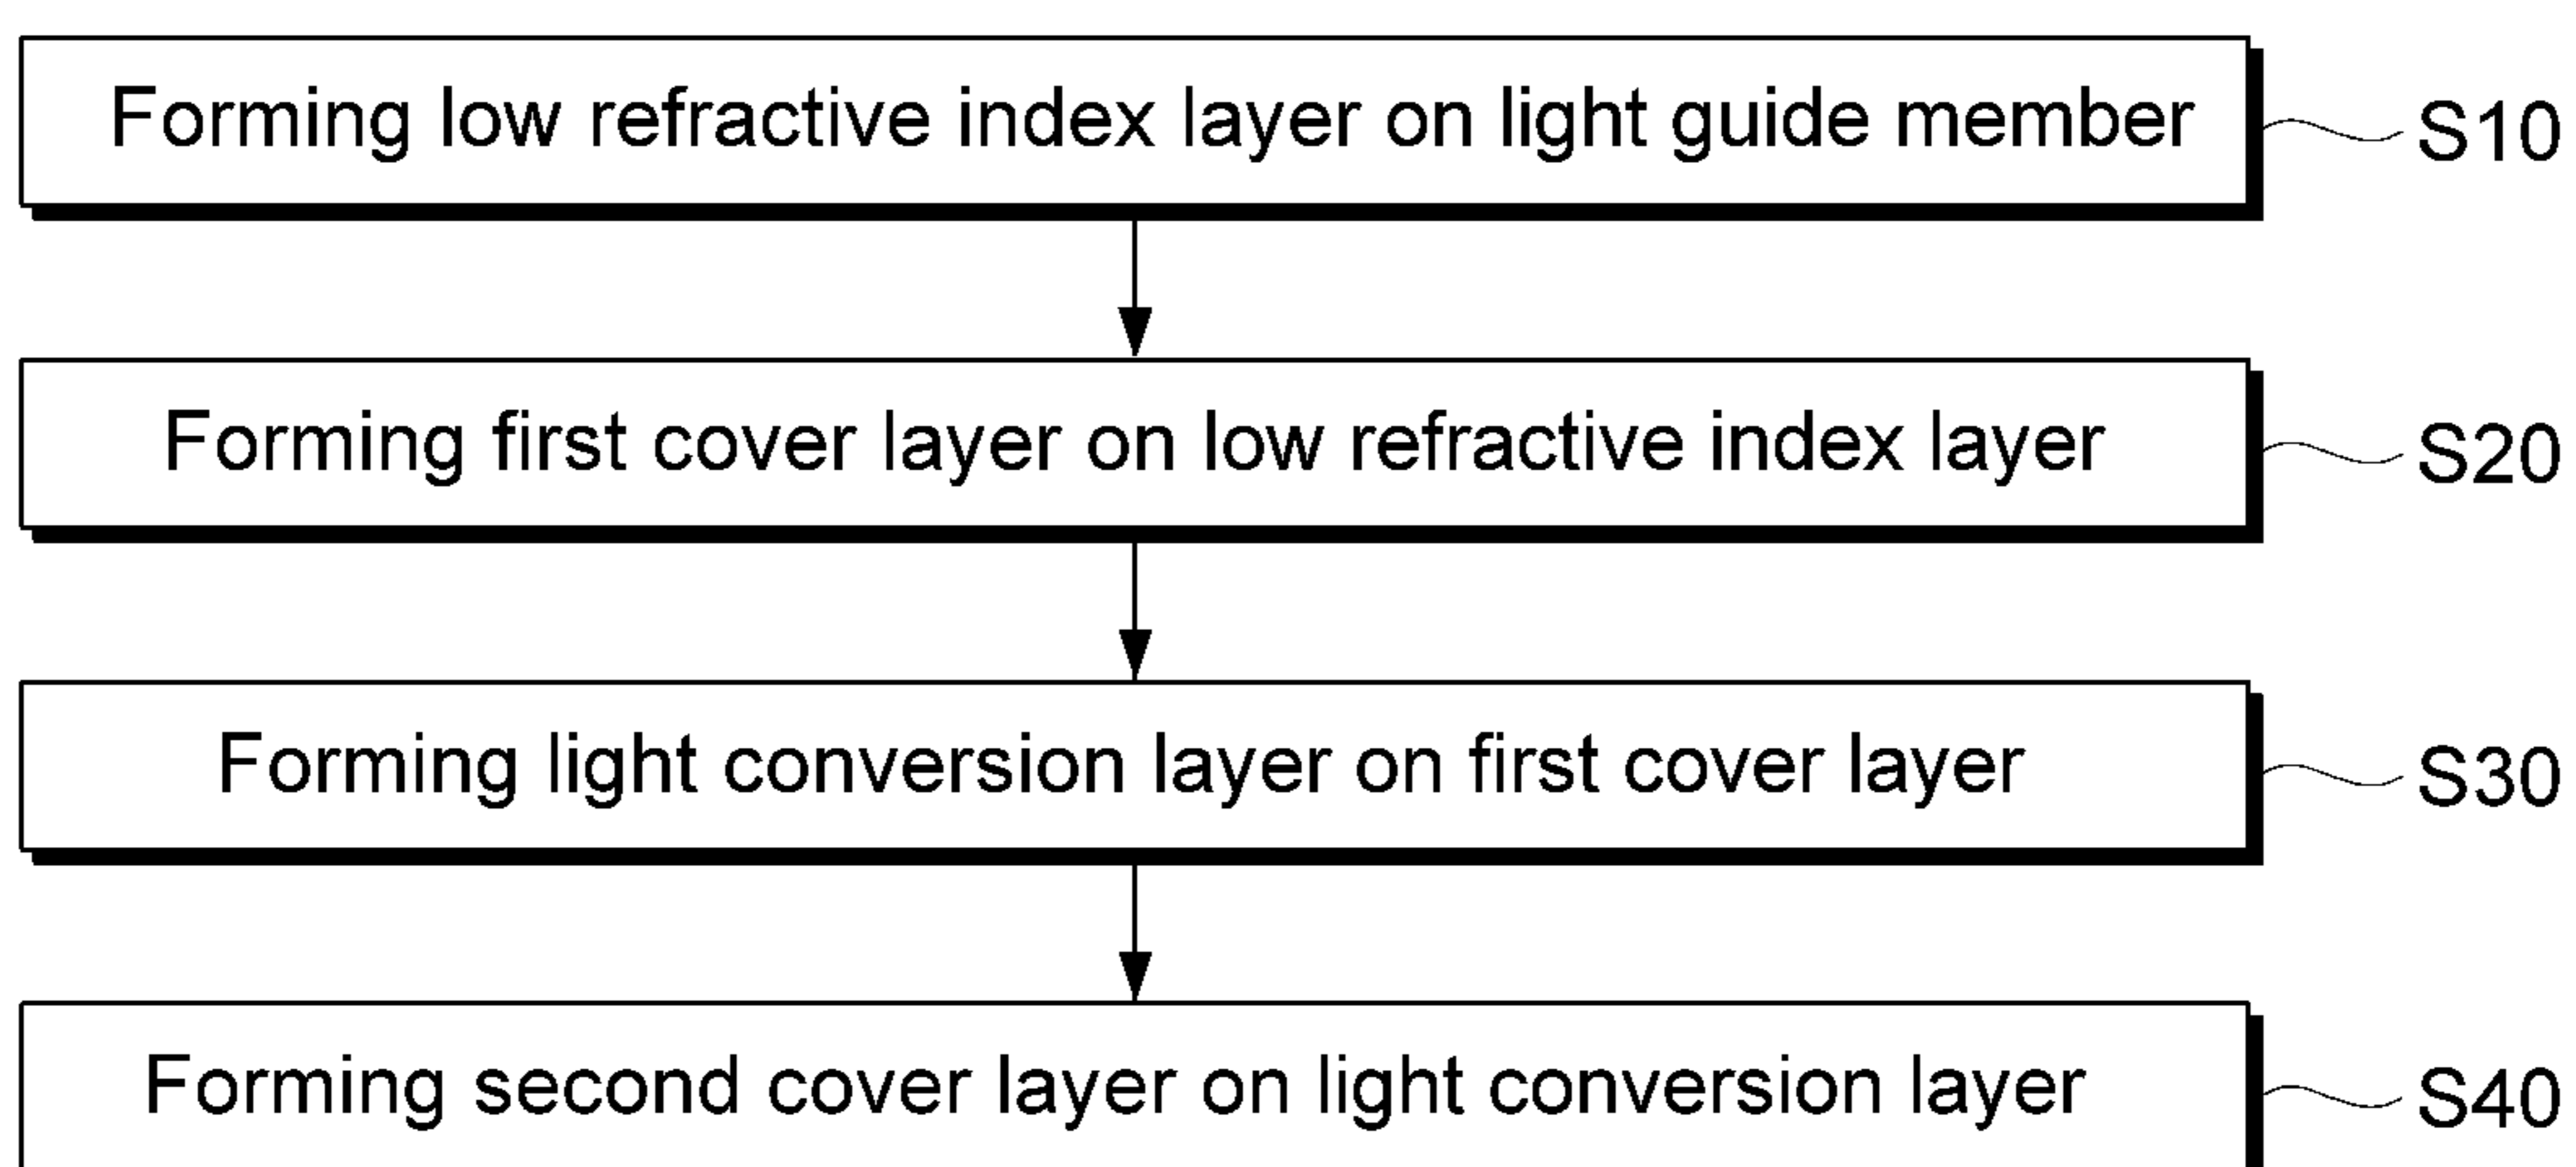 Forming low refractive index layer on light guide member S10
Forming first cover layer on low refractive index layer S20
Forming light conversion layer on first cover layer S30
Forming second cover layer on light conversion layer S40